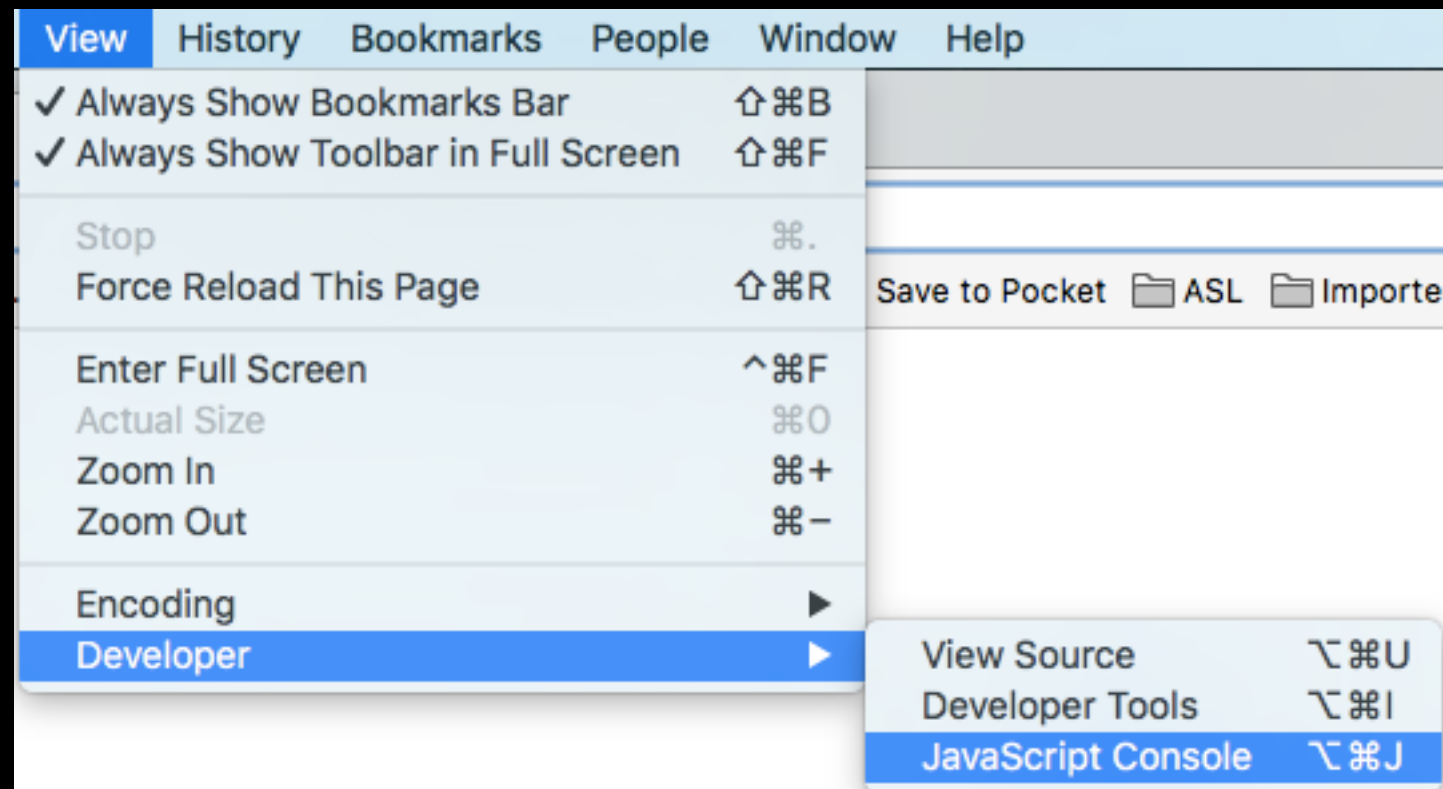 View History Bookmarks People Window Help
✓ Always Show Bookmarks Bar ⇧⌘B
✓ Always Show Toolbar in Full Screen ⇧⌘F
Stop ⌘.
Force Reload This Page ⇧⌘R
Save to Pocket ASL Importe
Enter Full Screen ^⌘F
Actual Size ⌘0
Zoom In ⌘+
Zoom Out ⌘−
Encoding ▶
Developer ▶
View Source ⌥⌘U
Developer Tools ⌥⌘I
JavaScript Console ⌥⌘J